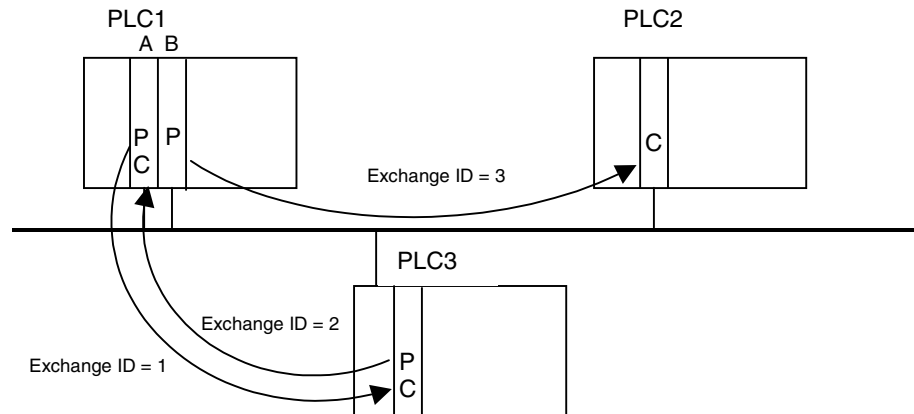 PLC1
PLC2
A B
P P
C
C
Exchange ID = 3
PLC3
Exchange ID = 2
Exchange ID = 1
P
C